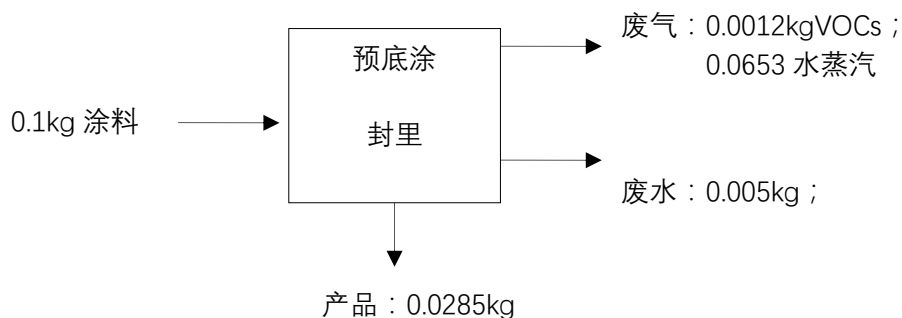 废气：0.0012kgVOCs；
0.0653 水蒸汽
预底涂
0.1kg 涂料
封里
废水：0.005kg；
产品：0.0285kg